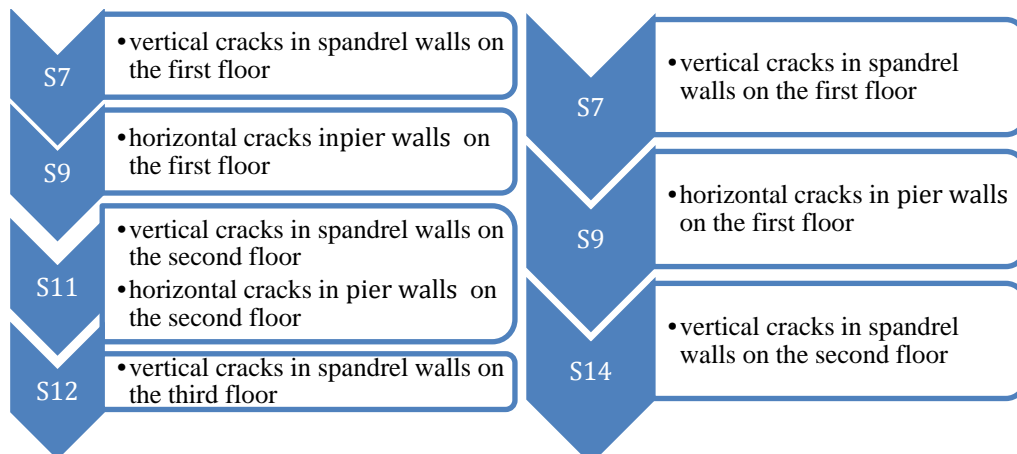 S7
•vertical cracks in spandrel walls on
the first floor
S9
•horizontal cracks inpier walls on
the first floor
S11
•vertical cracks in spandrel walls on
the second floor
•horizontal cracks in pier walls on
the second floor
S12
•vertical cracks in spandrel walls on
the third floor
S7
•vertical cracks in spandrel
walls on the first floor
S9
•horizontal cracks in pier walls
on the first floor
S14
•vertical cracks in spandrel
walls on the second floor